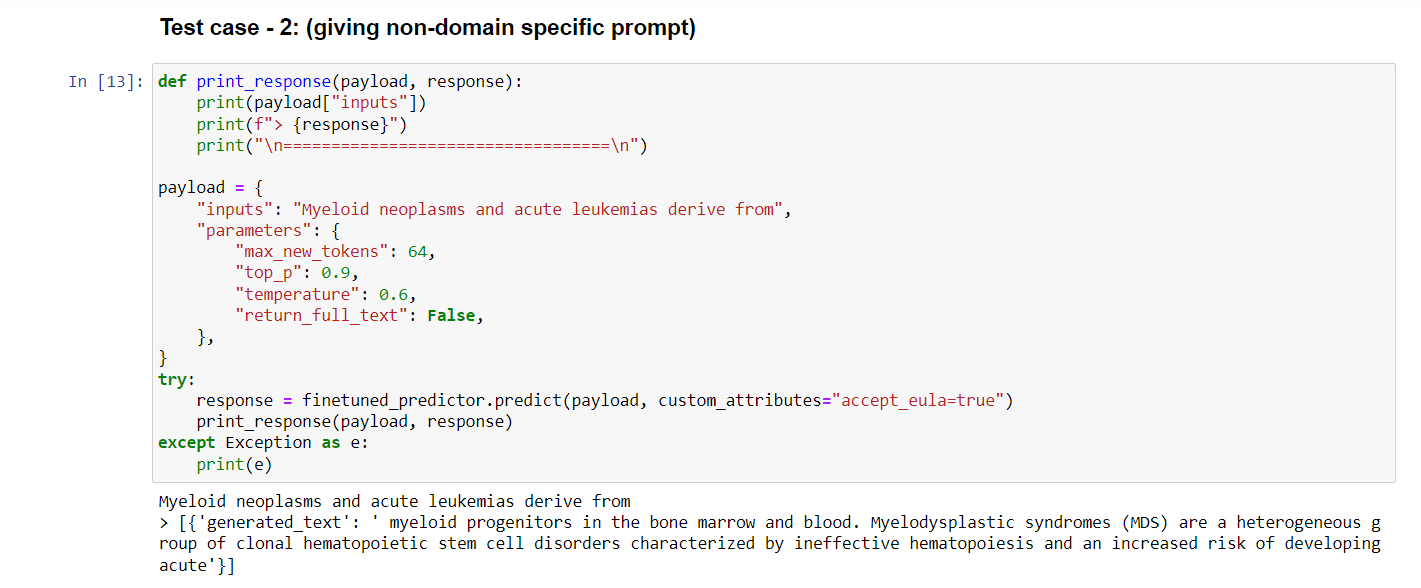 Test case - 2: (giving non-domain specific prompt)
In [13]: def print_response(payload, response):
    print(payload["inputs"])
    print(f"> {response}")
    print("\n==================================\n")
payload = {
    "inputs": "Myeloid neoplasms and acute leukemias derive from",
    "parameters": {
        "max_new_tokens": 64,
        "top_p": 0.9,
        "temperature": 0.6,
        "return_full_text": False,
    },
}
try:
    response = finetuned_predictor.predict(payload, custom_attributes="accept_eula=true")
    print_response(payload, response)
except Exception as e:
    print(e)
Myeloid neoplasms and acute leukemias derive from
> [{'generated_text': ' myeloid progenitors in the bone marrow and blood. Myelodysplastic syndromes (MDS) are a heterogeneous g
roup of clonal hematopoietic stem cell disorders characterized by ineffective hematopoiesis and an increased risk of developing
acute'}]